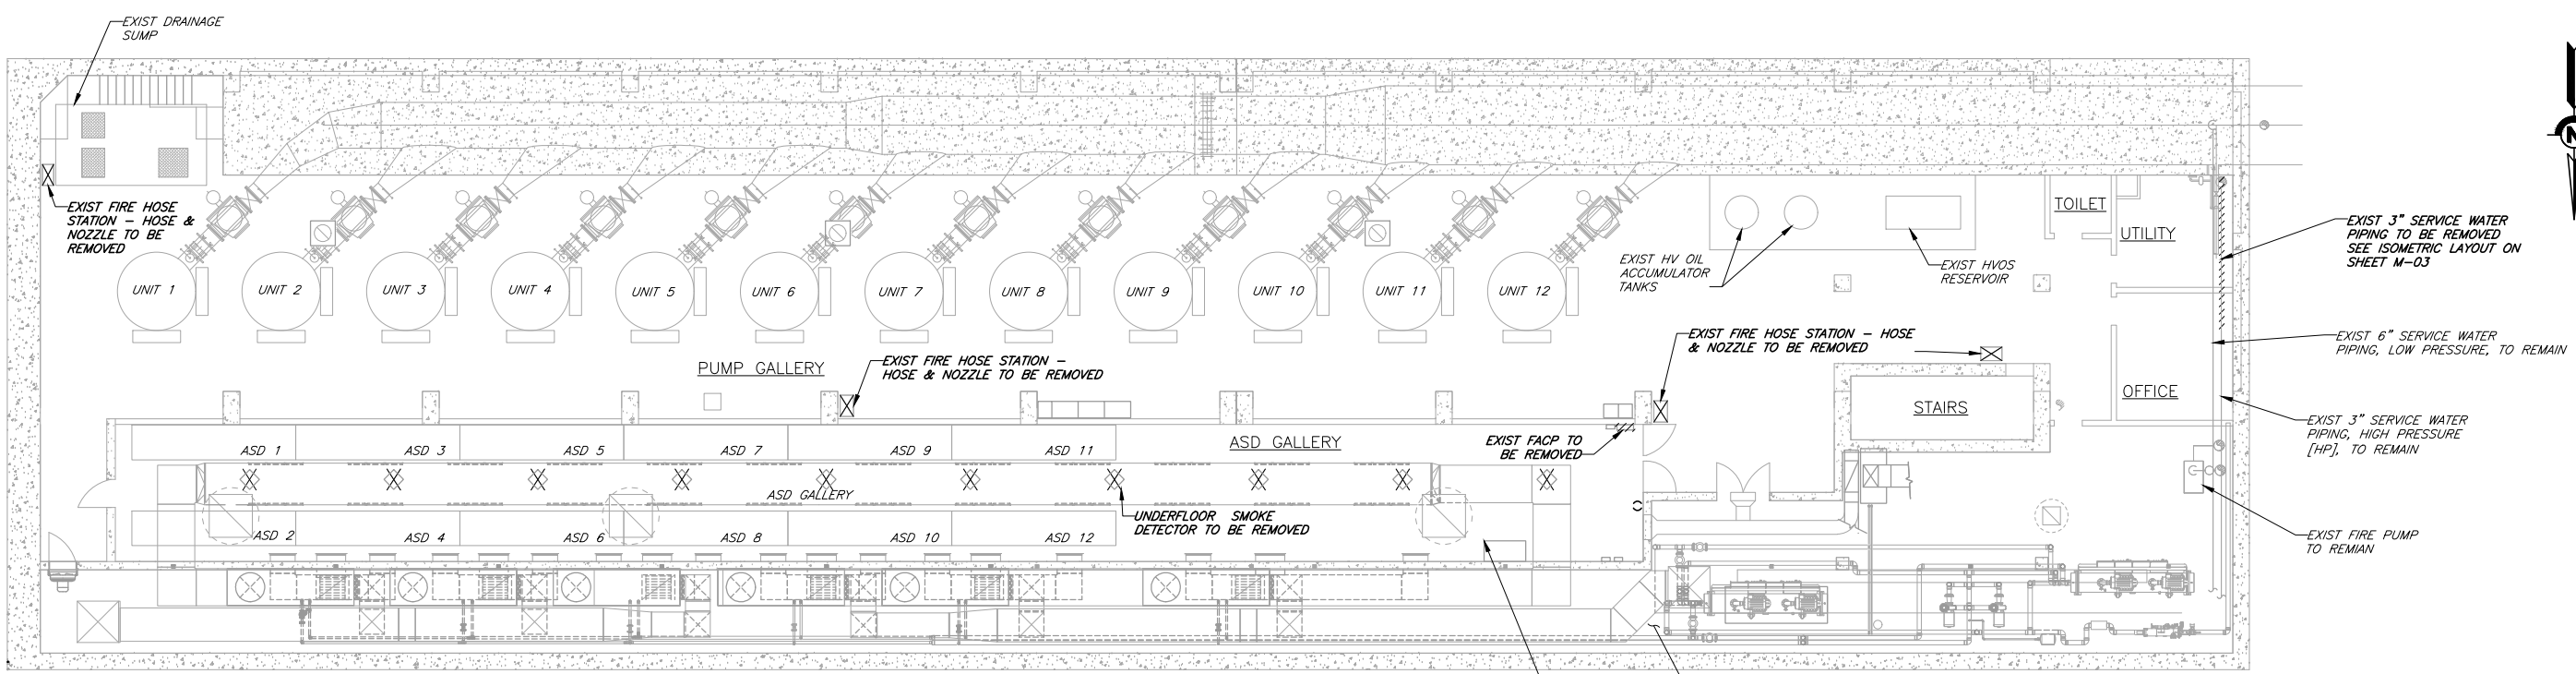 EXIST DRAINAGE
SUMP
EXIST FIRE HOSE
STATION – HOSE &
NOZZLE TO BE
REMOVED
UNIT 1
UNIT 2
UNIT 3
UNIT 4
UNIT 5
UNIT 6
UNIT 7
UNIT 8
UNIT 9
UNIT 10
UNIT 11
UNIT 12
EXIST HV OIL
ACCUMULATOR
TANKS
EXIST HVOS
RESERVOIR
TOILET
UTILITY
N
EXIST 3" SERVICE WATER
PIPING TO BE REMOVED
SEE ISOMETRIC LAYOUT ON
SHEET M-03
EXIST 6" SERVICE WATER
PIPING, LOW PRESSURE, TO REMAIN
PUMP GALLERY
EXIST FIRE HOSE STATION –
HOSE & NOZZLE TO BE REMOVED
EXIST FIRE HOSE STATION – HOSE
& NOZZLE TO BE REMOVED
STAIRS
OFFICE
EXIST 3" SERVICE WATER
PIPING, HIGH PRESSURE
[HP], TO REMAIN
ASD 1
ASD 3
ASD 5
ASD 7
ASD 9
ASD 11
ASD GALLERY
EXIST FACP TO
BE REMOVED
ASD GALLERY
UNDERFLOOR SMOKE
DETECTOR TO BE REMOVED
ASD 2
ASD 4
ASD 6
ASD 8
ASD 10
ASD 12
EXIST FIRE PUMP
TO REMIAN